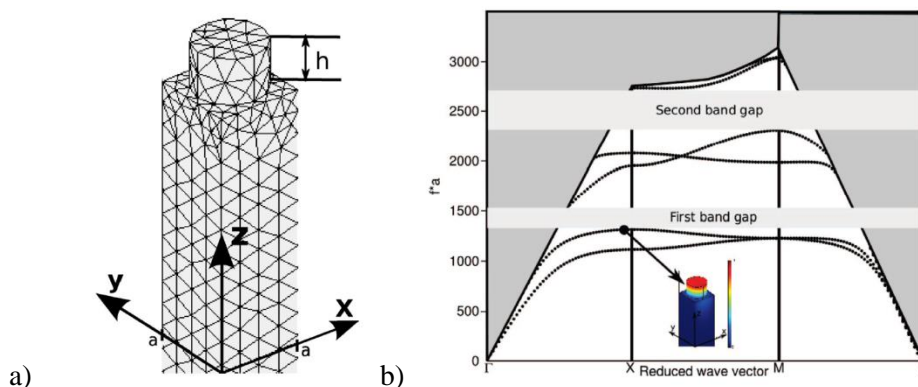 h
z
y
x
a
a
a)
3000
2500
2000
1500
1000
500
0
f*a
Second band gap
First band gap
Γ
X
M
Γ
Reduced wave vector
b)